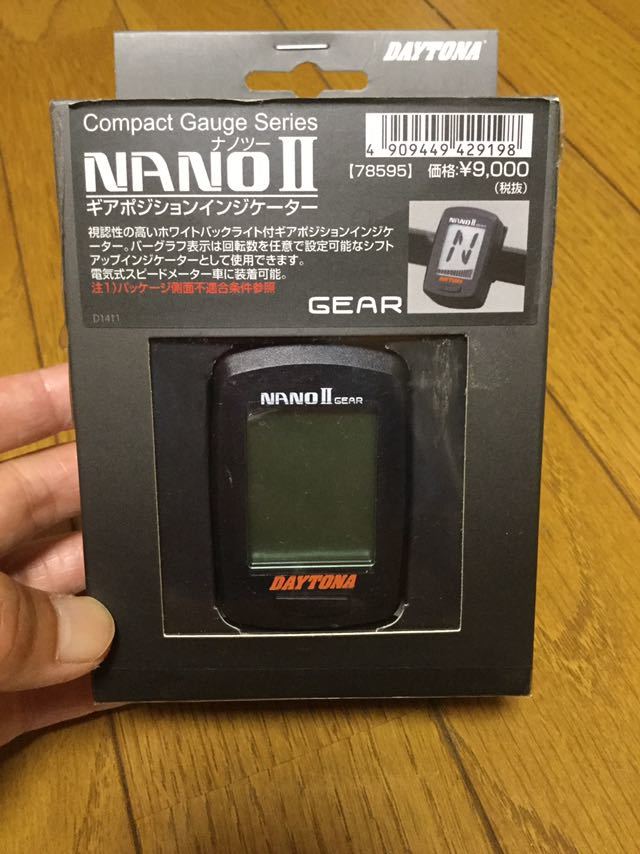 DAYTONA
Compact Gauge Series
ナノツー
NANO II
ギアポジションインジケーター
4 909449 429198
【78595】 価格:¥9,000
(税抜)
視認性の高いホワイトバックライト付ギアポジションインジケ
ーター。バーグラフ表示は回転数を任意で設定可能なシフト
アップインジケーターとして使用できます。
電気式スピードメーター車に装着可能。
注1)パッケージ側面不適合条件参照
D1411
GEAR
NANO II
N
DAYTONA
NANO II GEAR
DAYTONA